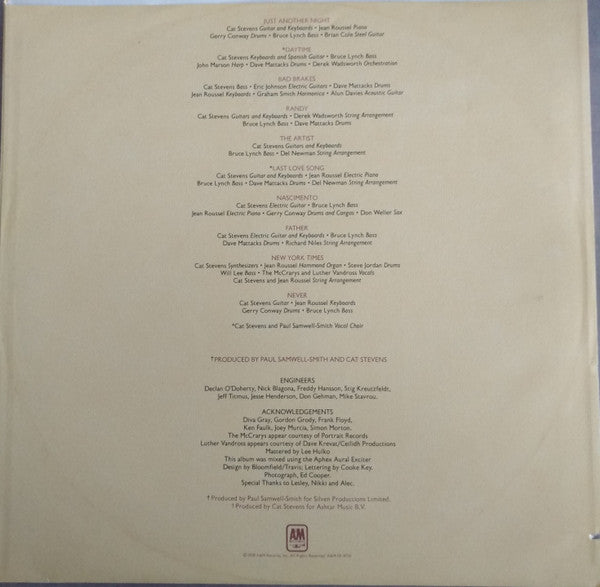 JUST ANOTHER NIGHT
Cat Stevens Guitar and Keyboards • Jean Roussel Piano
Gerry Conway Drums • Bruce Lynch Bass • Brian Cole Steel Guitar
*DAYTIME
Cat Stevens Keyboards and Spanish Guitar • Bruce Lynch Bass
John Marson Harp • Dave Mattacks Drums • Derek Wadsworth Orchestration
BAD BRAKES
Cat Stevens Bass • Eric Johnson Electric Guitars • Dave Mattacks Drums
Jean Roussel Keyboards • Graham Smith Harmonica • Alun Davies Acoustic Guitar
RANDY
Cat Stevens Guitars and Keyboards • Derek Wadsworth String Arrangement
Bruce Lynch Bass • Dave Mattacks Drums
THE ARTIST
Cat Stevens Guitars and Keyboards
Bruce Lynch Bass • Del Newman String Arrangement
*LAST LOVE SONG
Cat Stevens Guitar and Keyboards • Jean Roussel Electric Piano
Bruce Lynch Bass • Dave Mattacks Drums • Del Newman String Arrangement
NASCIMENTO
Cat Stevens Electric Guitar • Bruce Lynch Bass
Jean Roussel Electric Piano • Gerry Conway Drums and Congas • Don Weller Sax
FATHER
Cat Stevens Electric Guitar and Keyboards • Bruce Lynch Bass
Dave Mattacks Drums • Richard Niles String Arrangement
NEW YORK TIMES
Cat Stevens Synthesizers • Jean Roussel Hammond Organ • Steve Jordan Drums
Will Lee Bass • The McCrarys and Luther Vandross Vocals
Cat Stevens and Jean Roussel String Arrangement
NEVER
Cat Stevens Guitar • Jean Roussel Keyboards
Gerry Conway Drums • Bruce Lynch Bass
*Cat Stevens and Paul Samwell-Smith Vocal Choir
†PRODUCED BY PAUL SAMWELL-SMITH AND CAT STEVENS
ENGINEERS
Declan O'Doherty, Nick Blagona, Freddy Hansson, Stig Kreutzfeldt,
Jeff Titmus, Jesse Henderson, Don Gehman, Mike Stavrou.
ACKNOWLEDGEMENTS
Diva Gray, Gordon Grody, Frank Floyd,
Ken Faulk, Joey Murcia, Simon Morton.
The McCrarys appear courtesy of Portrait Records
Luther Vandross appears courtesy of Dave Krevat/Ceilidh Productions
Mastered by Lee Hulko
This album was mixed using the Aphex Aural Exciter
Design by Bloomfield/Travis; Lettering by Cooke Key.
Photograph, Ed Cooper.
Special Thanks to Lesley, Nikki and Alec.
†Produced by Paul Samwell-Smith for Silven Productions Limited.
†Produced by Cat Stevens for Ashtar Music B.V.
A&M
RECORDS